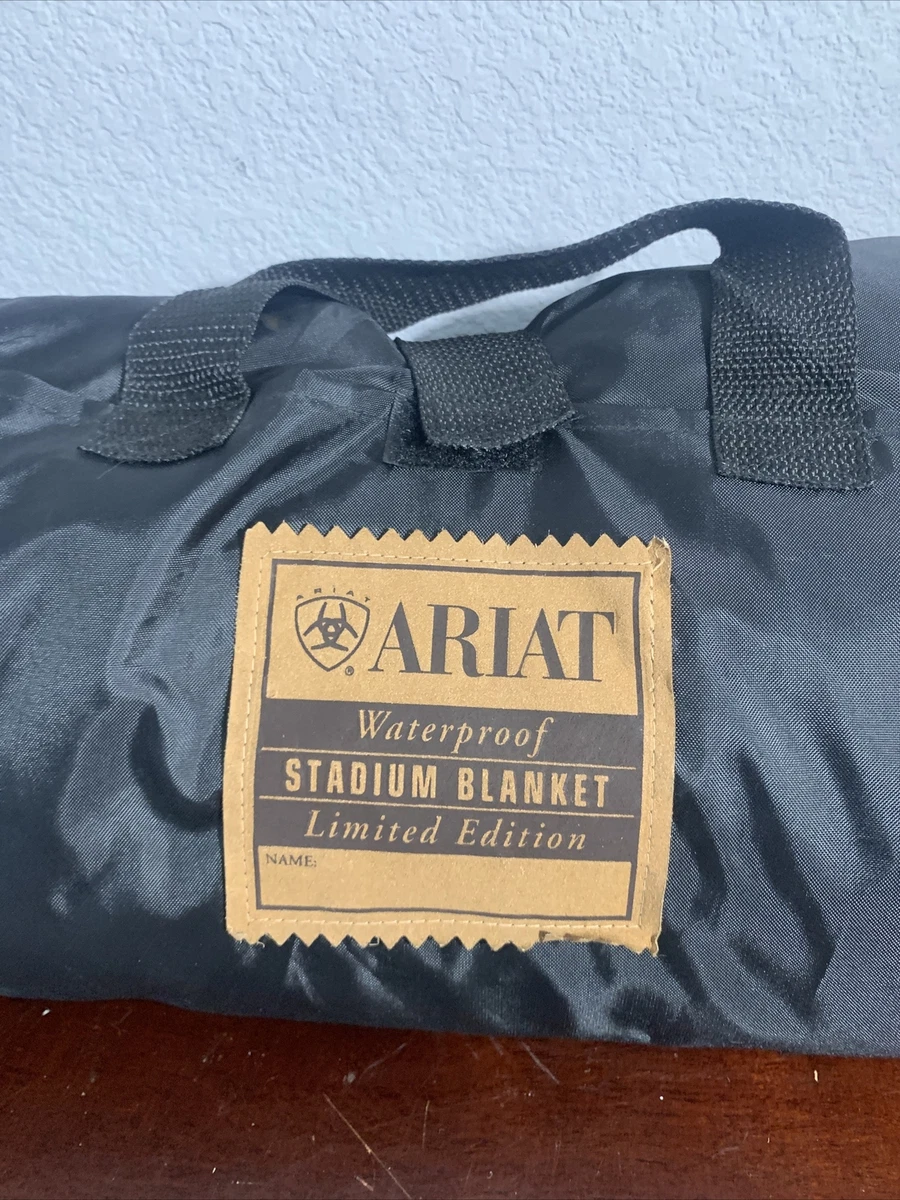 ARIAT
® ARIAT
Waterproof
STADIUM BLANKET
Limited Edition
NAME: